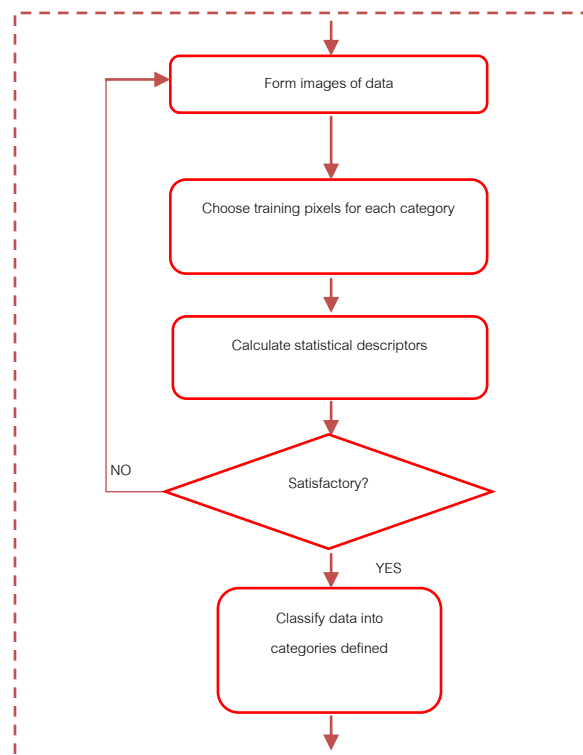 Form images of data
Choose training pixels for each category
Calculate statistical descriptors
NO
Satisfactory?
YES
Classify data into
categories defined